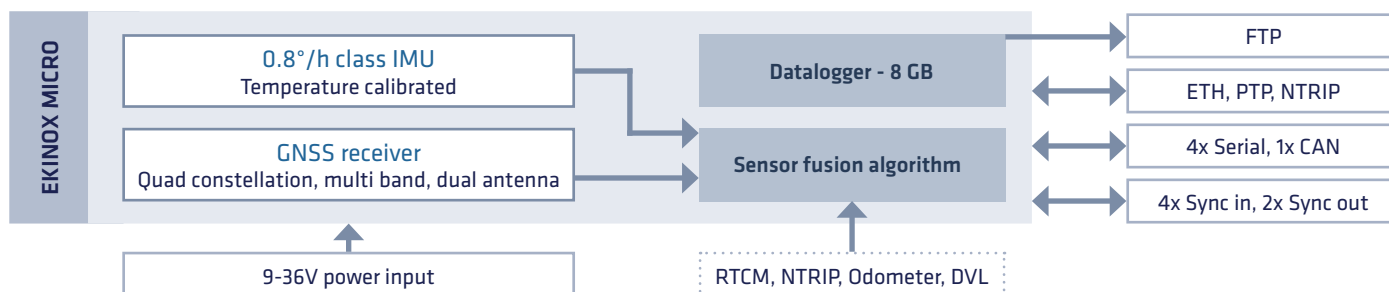 EKINOX MICRO
0.8°/h class IMU
Temperature calibrated
GNSS receiver
Quad constellation, multi band, dual antenna
Datalogger - 8 GB
Sensor fusion algorithm
FTP
ETH, PTP, NTRIP
4x Serial, 1x CAN
4x Sync in, 2x Sync out
9-36V power input
RTCM, NTRIP, Odometer, DVL